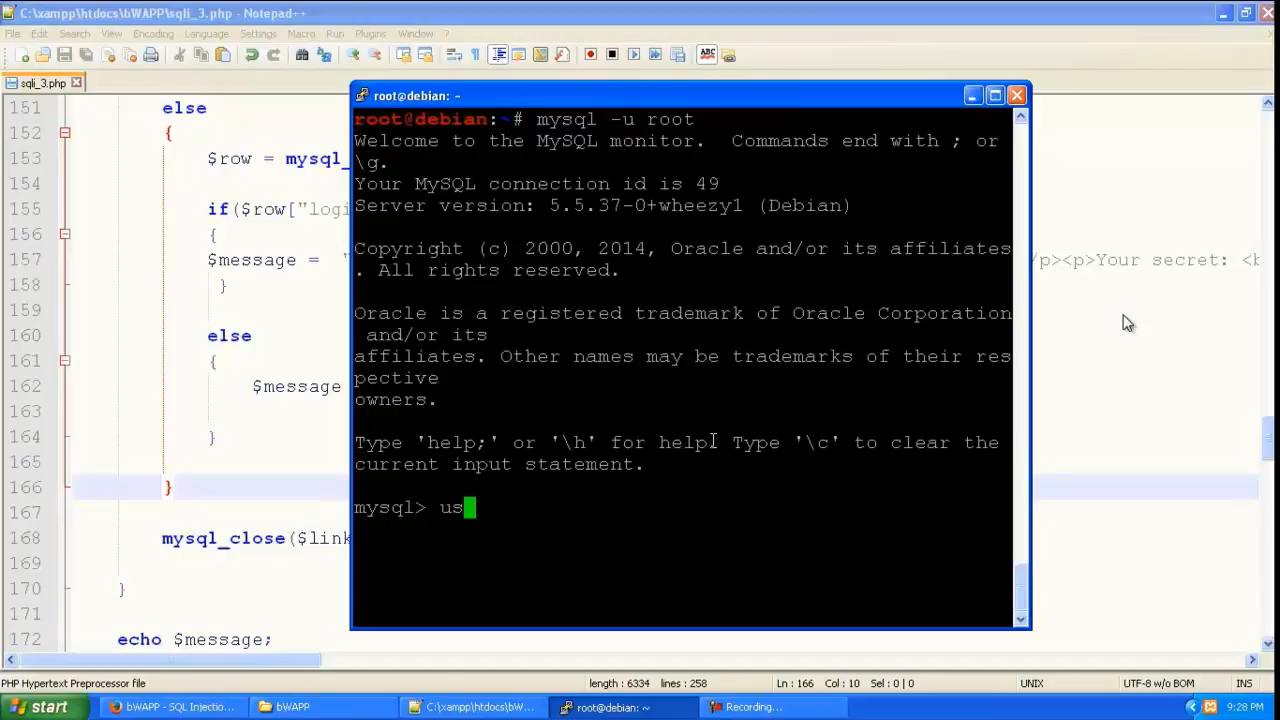 C:\xampp\htdocs\bWAPP\sqli_3.php - Notepad++
File Edit Search View Encoding Language Settings Macro Run Plugins Window ?
sqli_3.php
151 else
152 {
153 $row = mysql_
154
155 if($row["logi
156 {
157 $message = "
/p><p>Your secret: <b
158 }
159
160 else
161 {
162 $message
163
164 }
165
166 }
167
168 mysql_close($link
169
170 }
171
172 echo $message;
root@debian: ~
root@debian:~# mysql -u root
Welcome to the MySQL monitor.  Commands end with ; or
\g.
Your MySQL connection id is 49
Server version: 5.5.37-0+wheezy1 (Debian)
Copyright (c) 2000, 2014, Oracle and/or its affiliates
. All rights reserved.
Oracle is a registered trademark of Oracle Corporation
and/or its
affiliates. Other names may be trademarks of their res
pective
owners.
Type 'help;' or '\h' for help. Type '\c' to clear the
current input statement.
mysql> us
PHP Hypertext Preprocessor file length : 6334 lines : 258 Ln : 166 Col : 10 Sel : 0 | 0 UNIX UTF-8 w/o BOM INS
start bWAPP - SQL Injectio... bWAPP C:\xampp\htdocs\bW... root@debian: ~ Recording... 9:28 PM